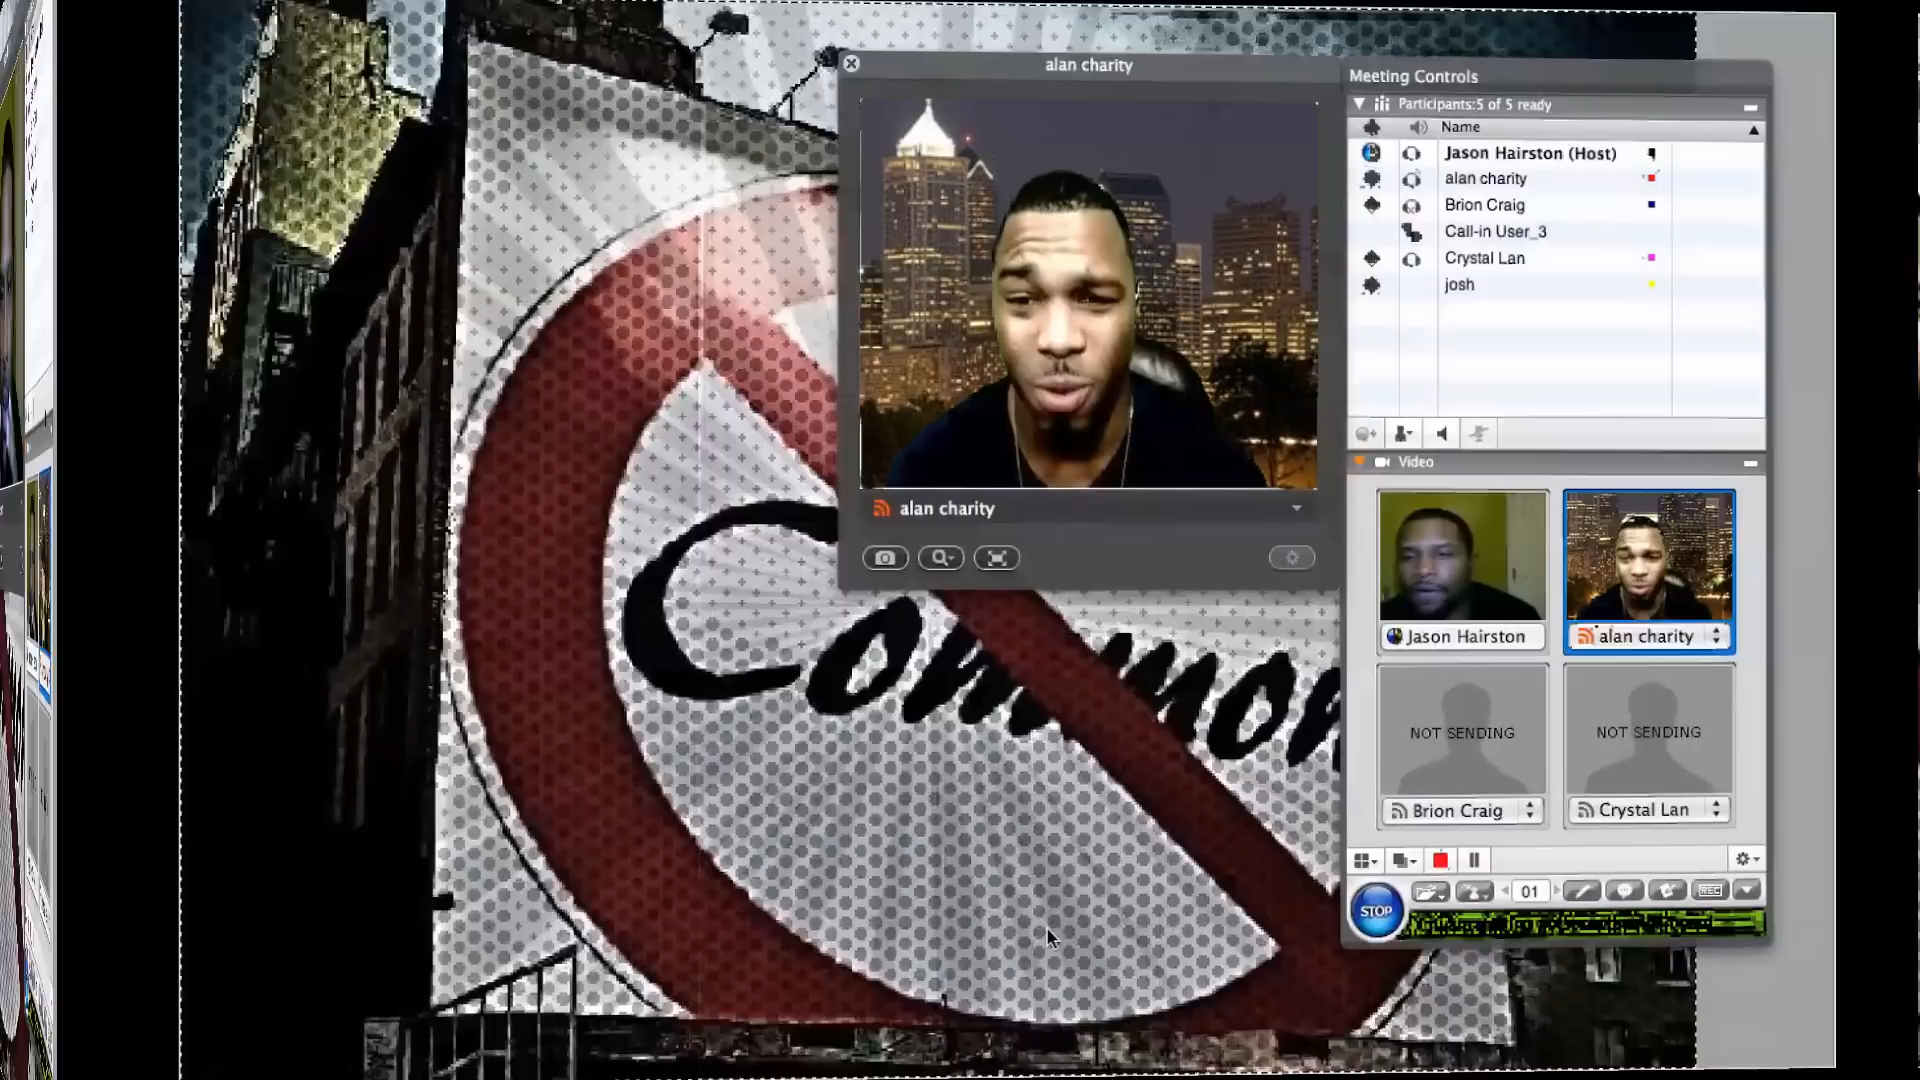 alan charity
Meeting Controls
Participants:5 of 5 ready
Name
Jason Hairston (Host)
alan charity
Brion Craig
Call-in User_3
Crystal Lan
josh
alan charity
Video
Jason Hairston
alan charity
NOT SENDING
NOT SENDING
Brion Craig
Crystal Lan
STOP
01
REC
Common